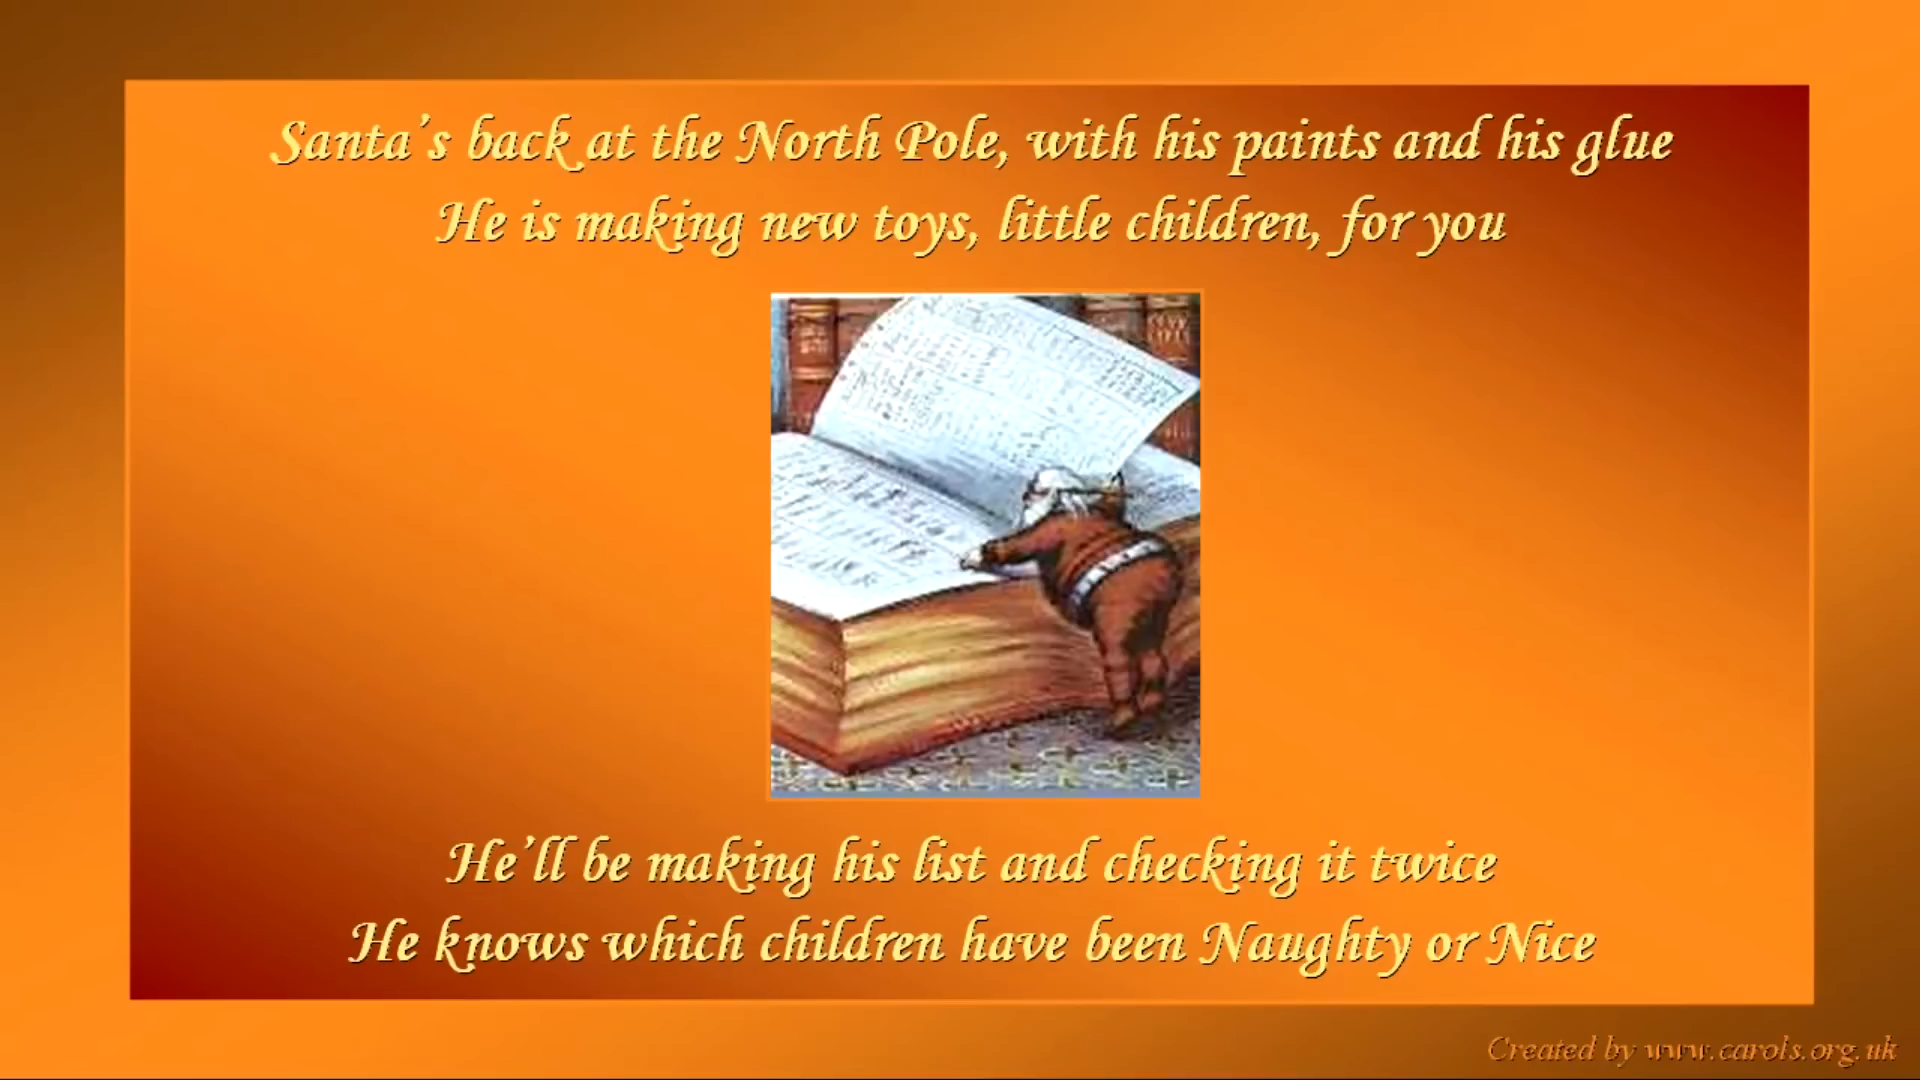 Santa's back at the North Pole, with his paints and his glue
He is making new toys, little children, for you
He'll be making his list and checking it twice
He knows which children have been Naughty or Nice
Created by www.carols.org.uk